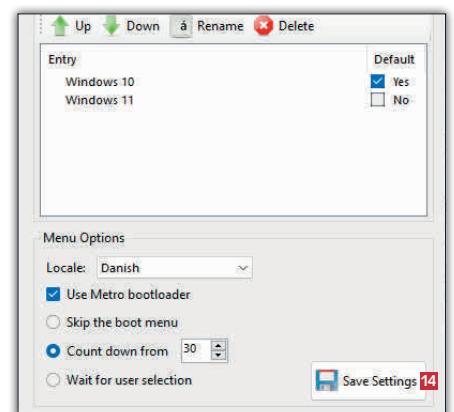 Up Down á Rename Delete
Entry Default
Windows 10 Yes
Windows 11 No
Menu Options
Locale: Danish
Use Metro bootloader
Skip the boot menu
Count down from 30
Wait for user selection
Save Settings 14